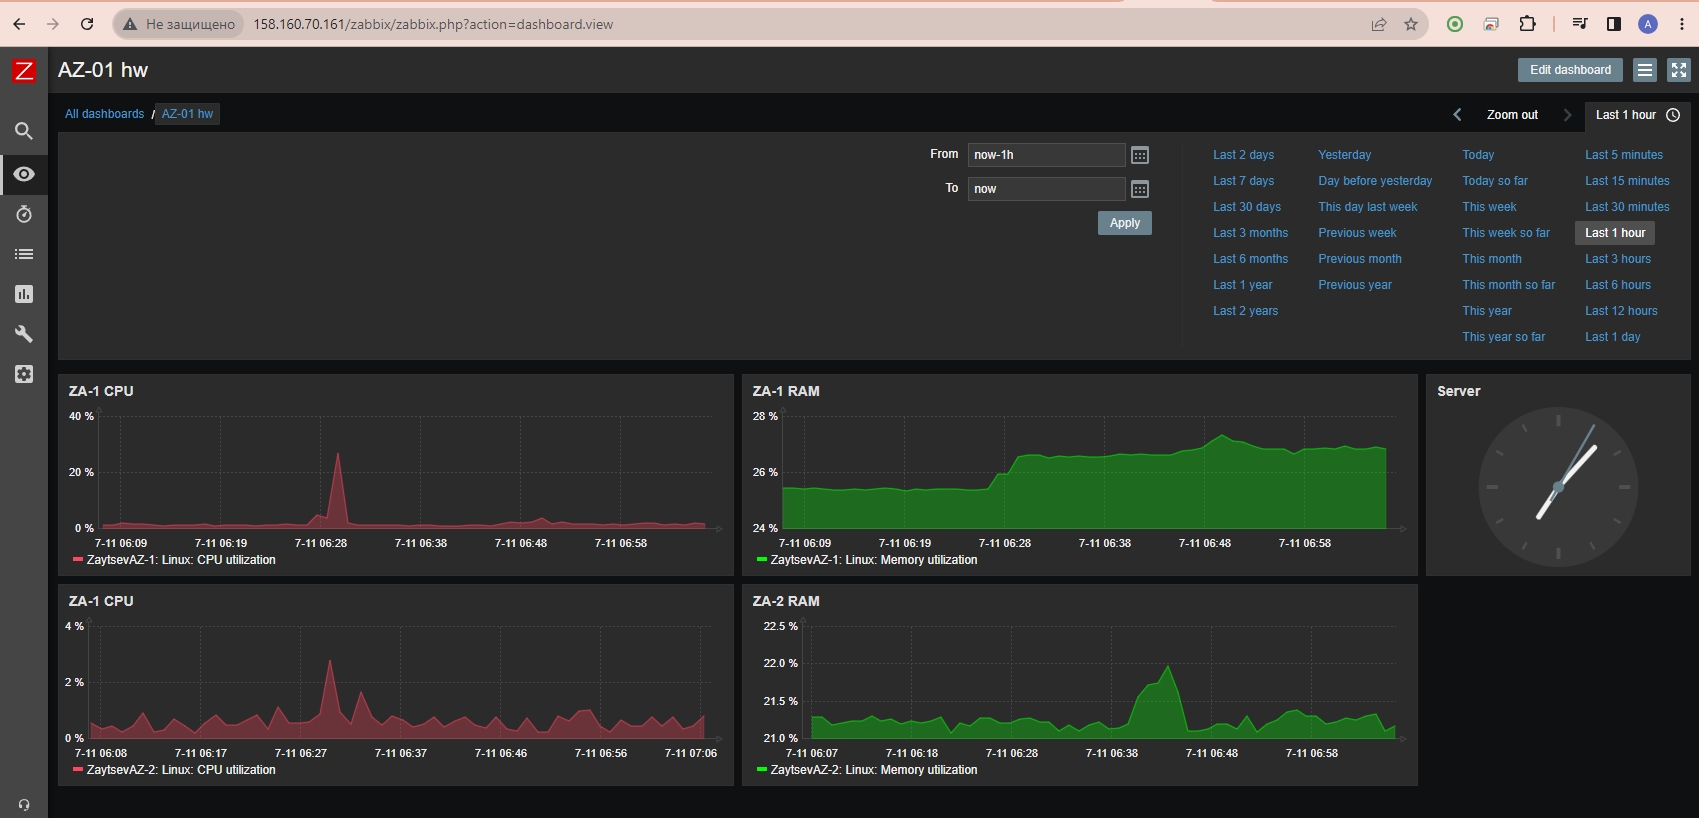 Не защищено 158.160.70.161/zabbix/zabbix.php?action=dashboard.view
A
Z
AZ-01 hw
Edit dashboard
All dashboards / AZ-01 hw
Zoom out
Last 1 hour
From now-1h
To now
Apply
Last 2 days Yesterday Today Last 5 minutes
Last 7 days Day before yesterday Today so far Last 15 minutes
Last 30 days This day last week This week Last 30 minutes
Last 3 months Previous week This week so far Last 1 hour
Last 6 months Previous month This month Last 3 hours
Last 1 year Previous year This month so far Last 6 hours
Last 2 years This year Last 12 hours
This year so far Last 1 day
ZA-1 CPU
40 %
20 %
0 %
7-11 06:09 7-11 06:19 7-11 06:28 7-11 06:38 7-11 06:48 7-11 06:58
ZaytsevAZ-1: Linux: CPU utilization
ZA-1 RAM
28 %
26 %
24 %
7-11 06:09 7-11 06:19 7-11 06:28 7-11 06:38 7-11 06:48 7-11 06:58
ZaytsevAZ-1: Linux: Memory utilization
Server
ZA-1 CPU
4 %
2 %
0 %
7-11 06:08 7-11 06:17 7-11 06:27 7-11 06:37 7-11 06:46 7-11 06:56 7-11 07:06
ZaytsevAZ-2: Linux: CPU utilization
ZA-2 RAM
22.5 %
22.0 %
21.5 %
21.0 %
7-11 06:07 7-11 06:18 7-11 06:28 7-11 06:38 7-11 06:48 7-11 06:58
ZaytsevAZ-2: Linux: Memory utilization